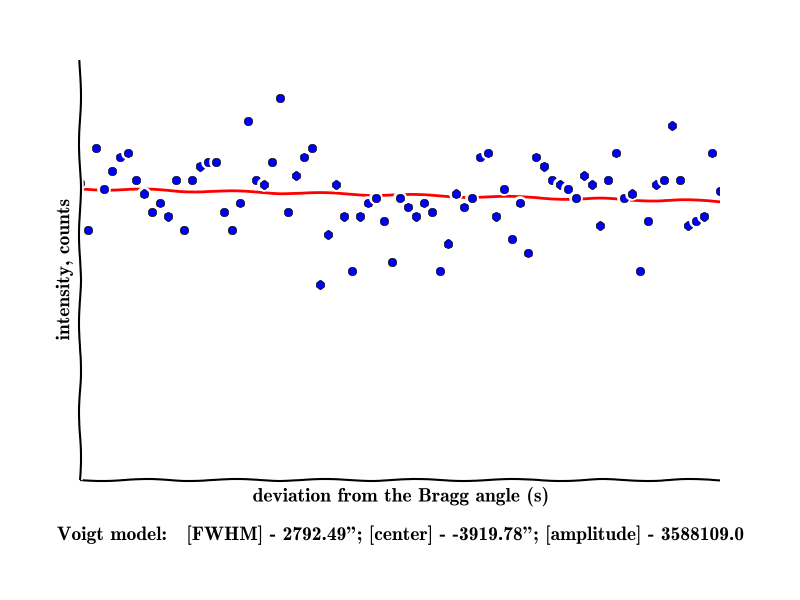 intensity, counts
deviation from the Bragg angle (s)
Voigt model: [FWHM] - 2792.49”; [center] - -3919.78”; [amplitude] - 3588109.0